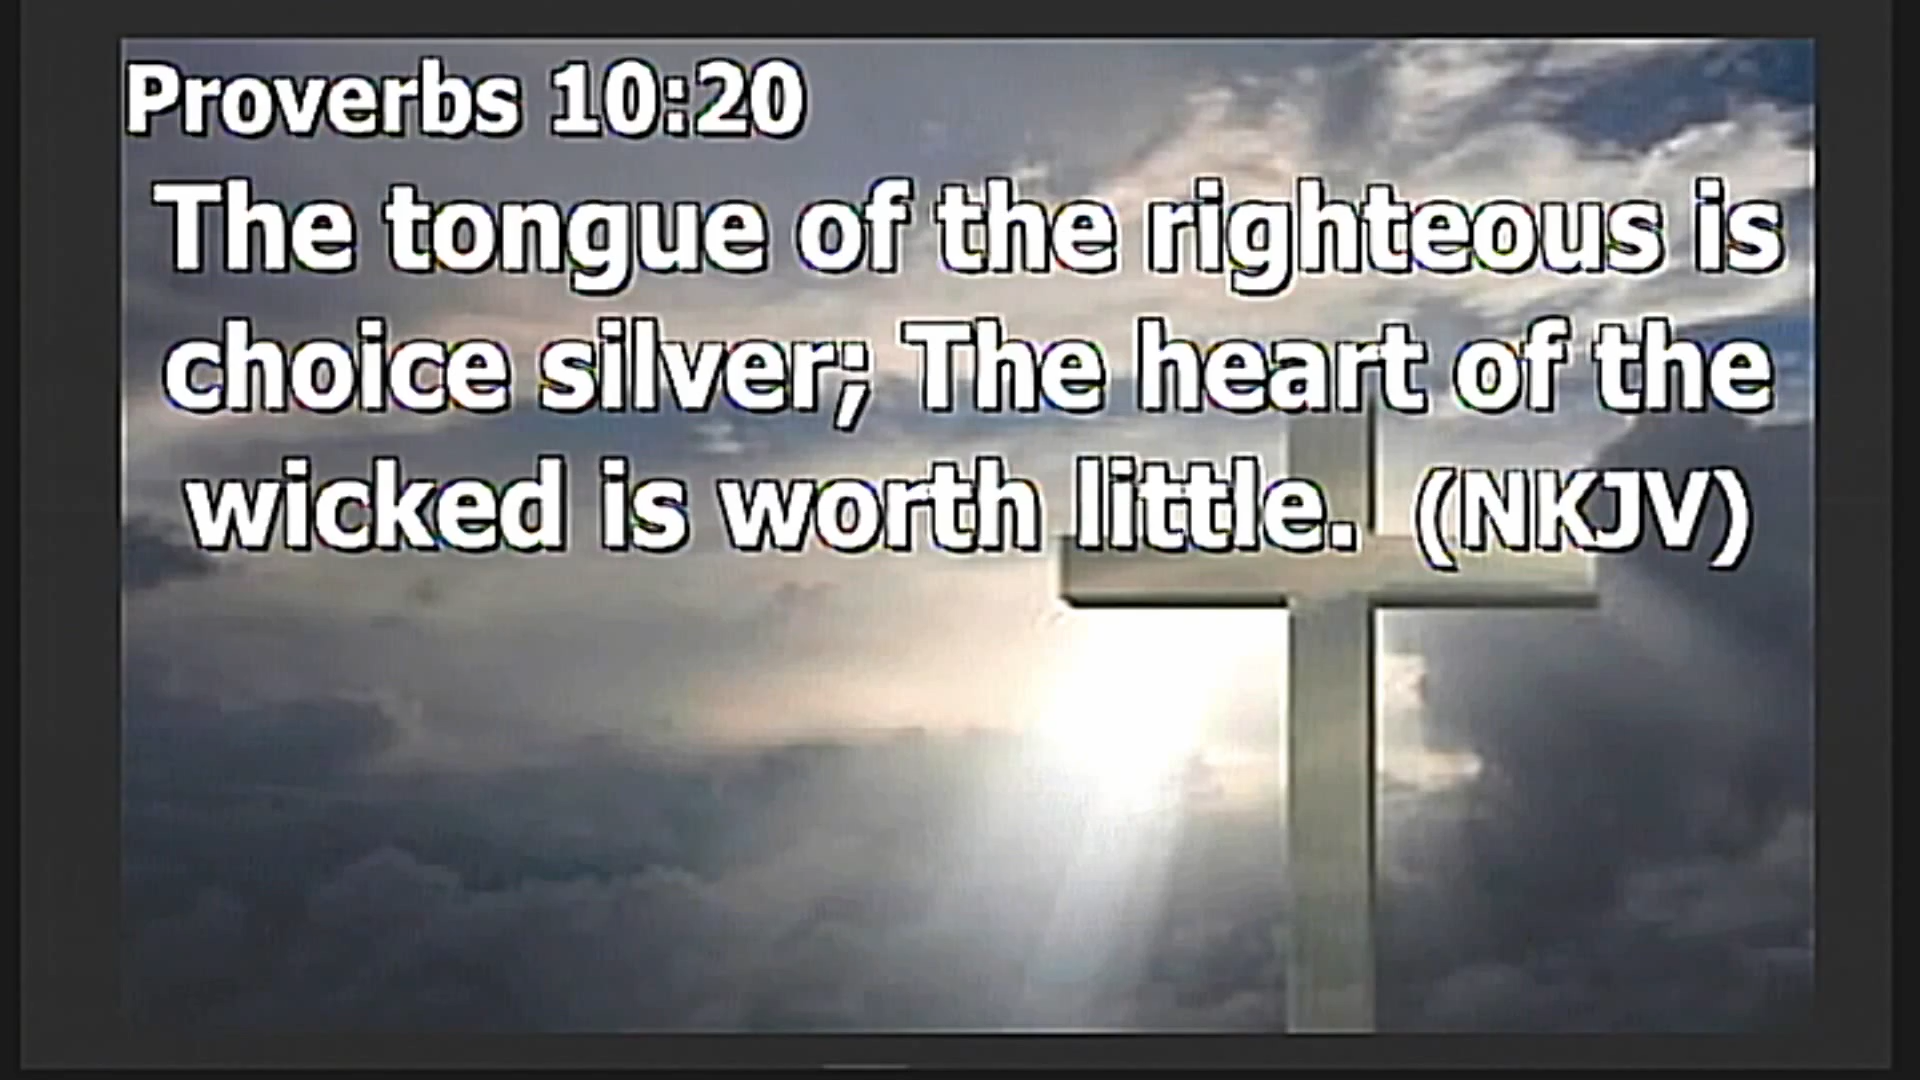 Proverbs 10:20
The tongue of the righteous is
choice silver; The heart of the
wicked is worth little. (NKJV)